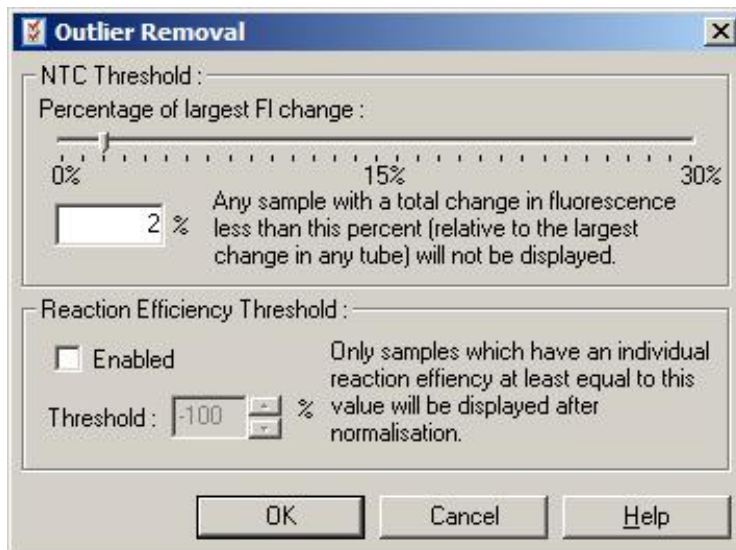 Outlier Removal
NTC Threshold :
Percentage of largest Fl change :
0% 15% 30%
2 %
Any sample with a total change in fluorescence
less than this percent (relative to the largest
change in any tube) will not be displayed.
Reaction Efficiency Threshold :
Enabled
Threshold : -100 %
Only samples which have an individual
reaction effiency at least equal to this
value will be displayed after
normalisation.
OK Cancel Help